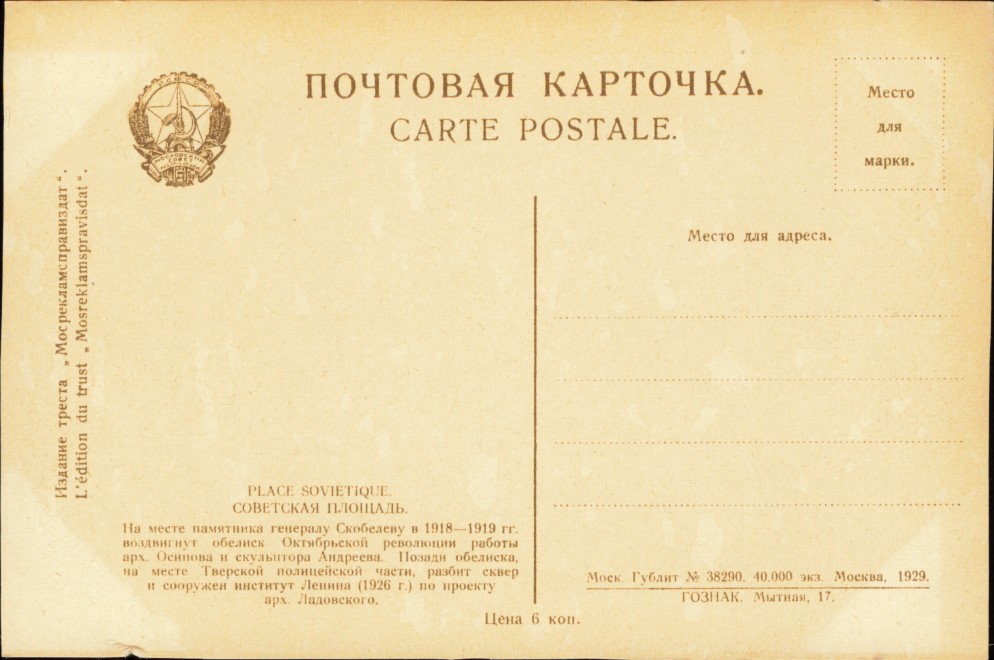 ПОЧТОВАЯ КАРТОЧКА.
CARTE POSTALE.
Место
для
марки.
Место для адреса.
Издание треста „Мосрекламсправиздат“.
L'édition du trust „Mosreklamspravisdat“.
PLACE SOVIETIQUE.
СОВЕТСКАЯ ПЛОЩАДЬ.
На месте памятника генералу Скобелеву в 1918—1919 гг.
воздвигнут обелиск Октябрьской революции работы
арх. Осипова и скульптора Андреева. Позади обелиска,
на месте Тверской полицейской части, разбит сквер
и сооружен институт Ленина (1926 г.) по проекту
арх. Ладовского.
Цена 6 коп.
Моск. Гублит № 38290. 40.000 экз. Москва, 1929.
ГОЗНАК. Мытная, 17.